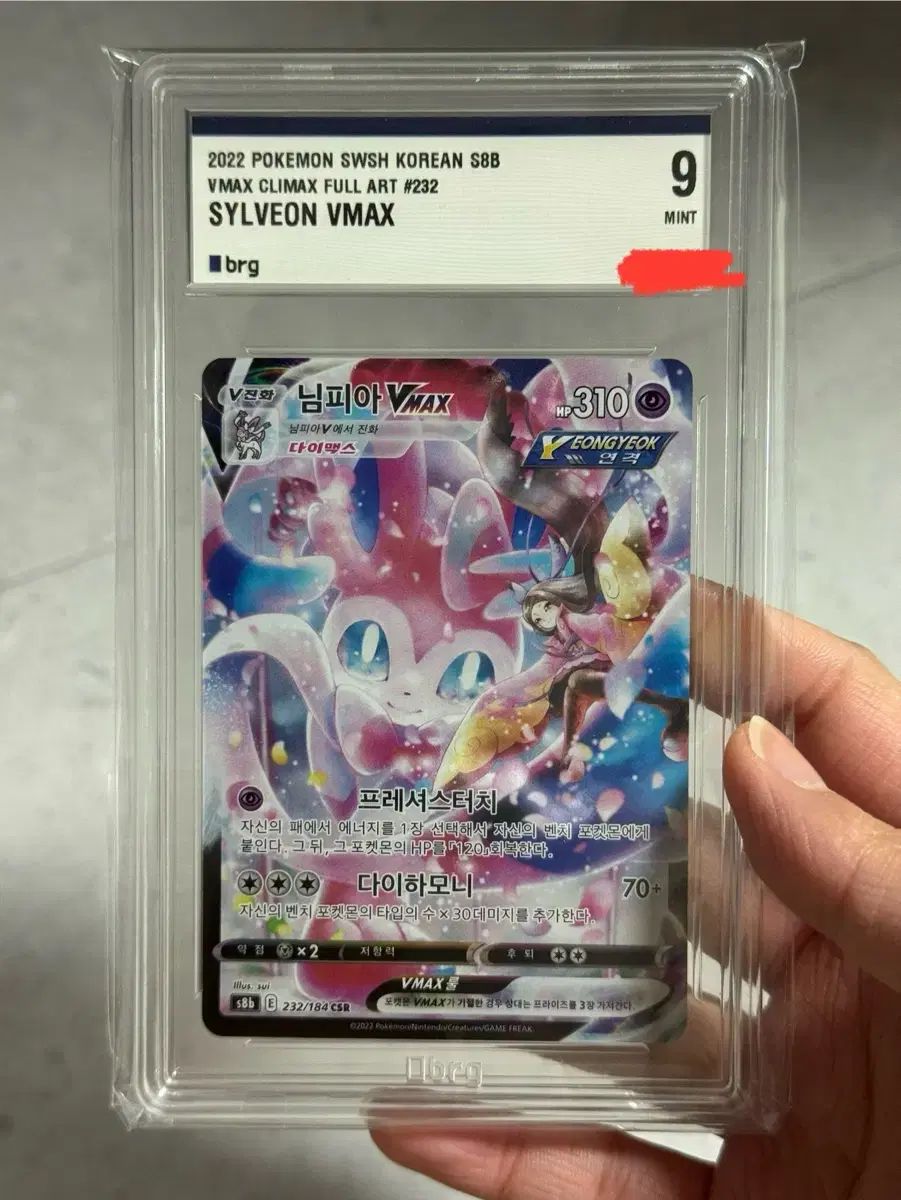 2022 POKEMON SWSH KOREAN S8B
VMAX CLIMAX FULL ART #232
SYLVEON VMAX
9
MINT
brg
V진화
님피아 VMAX
HP 310
님피아V에서 진화
다이맥스
YEONGYEOK
연격
프레셔스터치
자신의 패에서 에너지를 1장 선택해서 자신의 벤치 포켓몬에게
붙인다. 그 뒤, 그 포켓몬의 HP를 「120」회복한다.
다이하모니 70+
자신의 벤치 포켓몬의 타입의 수×30데미지를 추가한다.
약점 ×2 저항력 후퇴
Illus. sui
VMAX룰
s8b E 232/184 CSR
포켓몬 VMAX가 기절한 경우 상대는 프라이즈를 3장 가져간다.
©2022 Pokémon/Nintendo/Creatures/GAME FREAK.
brg